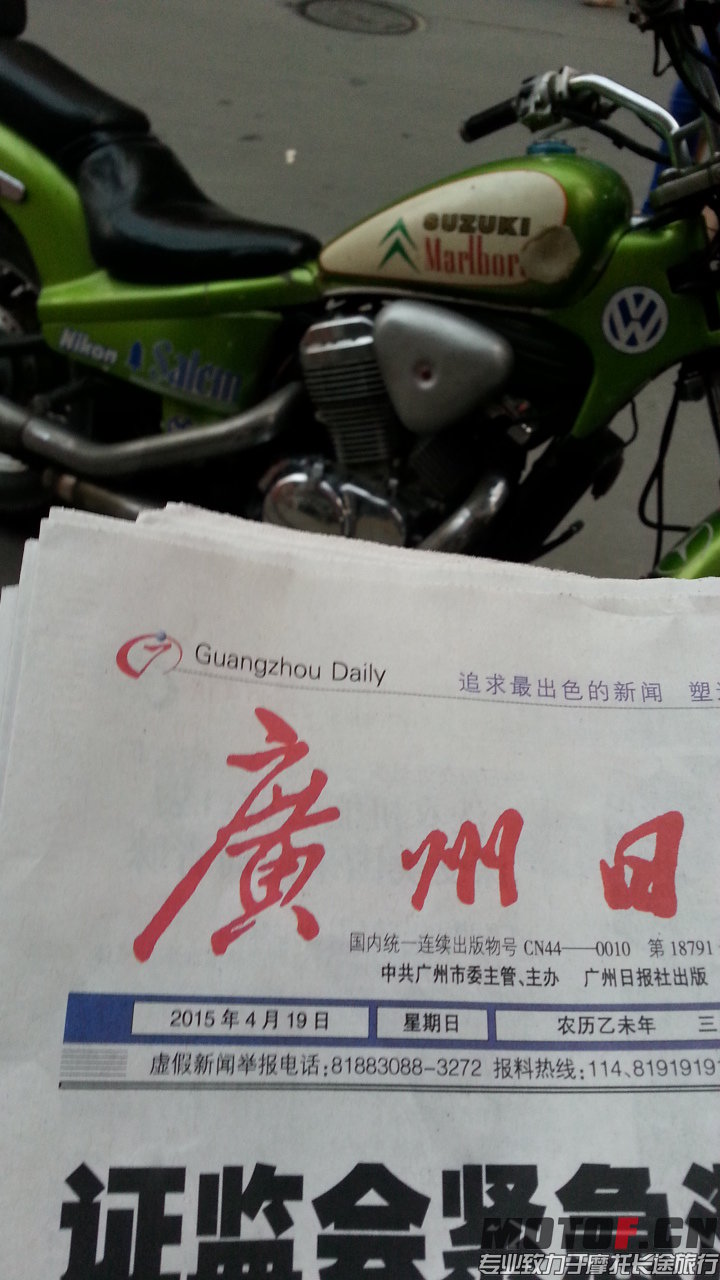 SUZUKI
Marlbor
Nikon
Salem
Guangzhou Daily
追求最出色的新闻 塑
廣州日
国内统一连续出版物号 CN44——0010 第18791
中共广州市委主管、主办 广州日报社出版
2015年4月19日 星期日 农历乙未年 三
虚假新闻举报电话:81883088-3272 报料热线:114、81919191
证监会紧急
MOTOF.CN
专业致力于摩托长途旅行